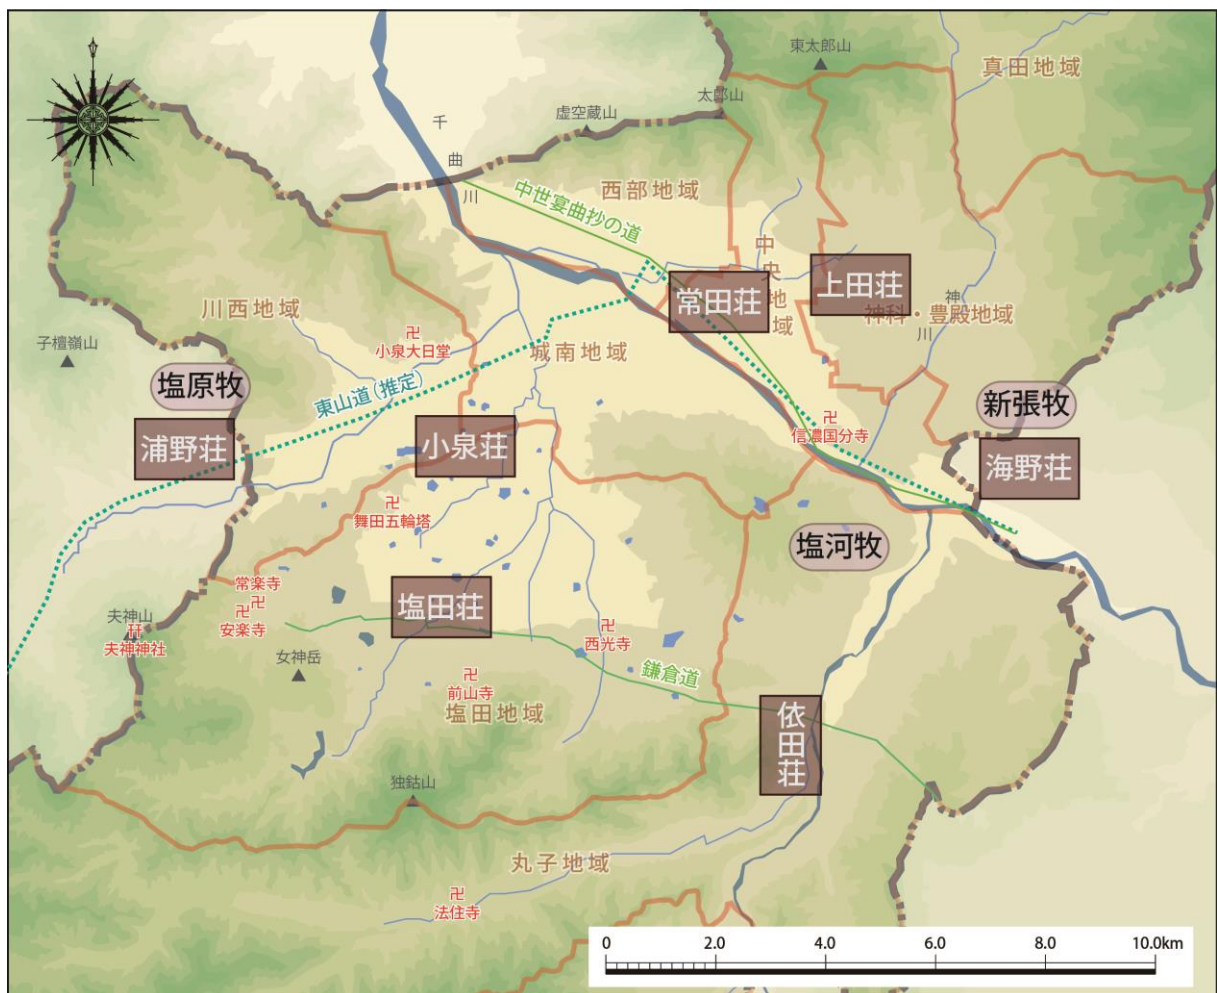 東太郎山
真田地域
太郎山
虚空蔵山
千曲川
中世宴曲抄の道
西部地域
中央地域
常田荘
上田荘
神科・豊殿地域
神川
川西地域
子檀嶺山
卍
小泉大日堂
城南地域
塩原牧
東山道(推定)
新張牧
浦野荘
小泉荘
卍
信濃国分寺
海野荘
卍
舞田五輪塔
塩河牧
常楽寺
卍
卍
安楽寺
塩田荘
夫神山
夫神神社
女神岳
卍
西光寺
鎌倉道
卍
前山寺
塩田地域
依田荘
独鈷山
丸子地域
卍
法住寺
0 2.0 4.0 6.0 8.0 10.0km